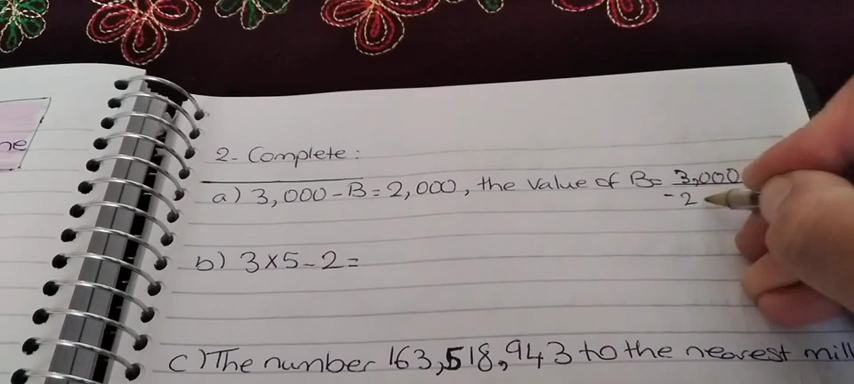 ne
2- Complete:
a) 3,000 - B = 2,000, the value of B = 3,000
- 2
b) 3 × 5 - 2 =
c) The number 163,518,943 to the nearest mill